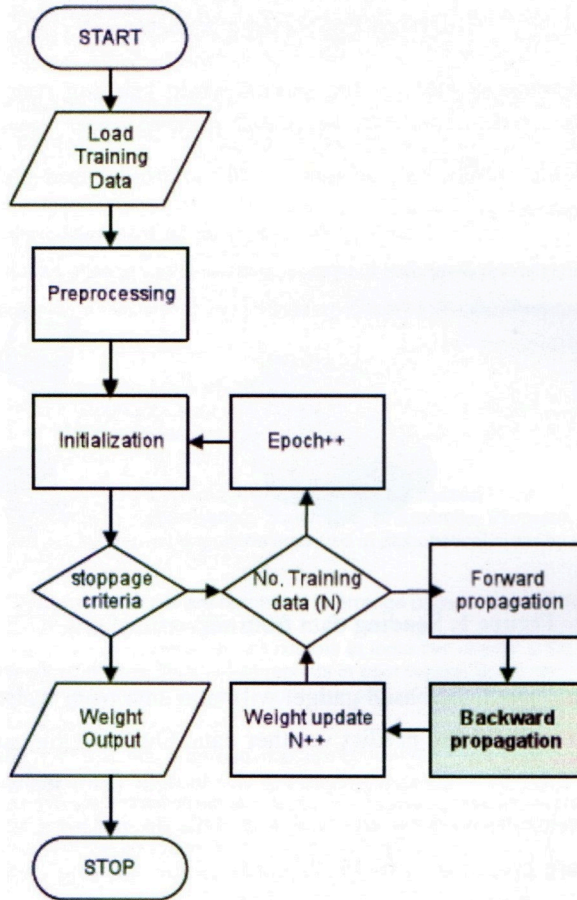 START
Load
Training
Data
Preprocessing
Initialization
Epoch++
stoppage
criteria
No. Training
data (N)
Forward
propagation
Weight
Output
Weight update
N++
Backward
propagation
STOP